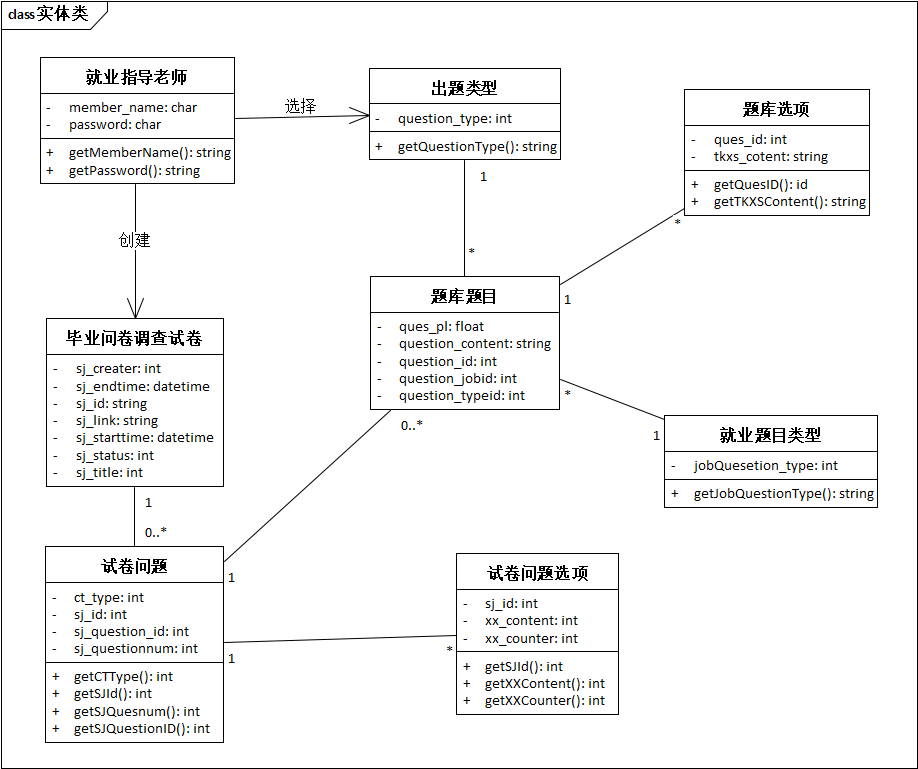 class 实体类
就业指导老师
- member_name: char
- password: char
+ getMemberName(): string
+ getPassword(): string
选择
出题类型
- question_type: int
+ getQuestionType(): string
题库选项
- ques_id: int
- tkxs_cotent: string
+ getQuesID(): id
+ getTKXSContent(): string
1
*
*
1
创建
题库题目
- ques_pl: float
- question_content: string
- question_id: int
- question_jobid: int
- question_typeid: int
毕业问卷调查试卷
- sj_creater: int
- sj_endtime: datetime
- sj_id: string
- sj_link: string
- sj_starttime: datetime
- sj_status: int
- sj_title: int
*
1
就业题目类型
- jobQuesetion_type: int
+ getJobQuestionType(): string
0..*
1
0..*
1
试卷问题
- ct_type: int
- sj_id: int
- sj_question_id: int
- sj_questionnum: int
+ getCTType(): int
+ getSJId(): int
+ getSJQuesnum(): int
+ getSJQuestionID(): int
1
*
试卷问题选项
- sj_id: int
- xx_content: int
- xx_counter: int
+ getSJId(): int
+ getXXContent(): int
+ getXXCounter(): int